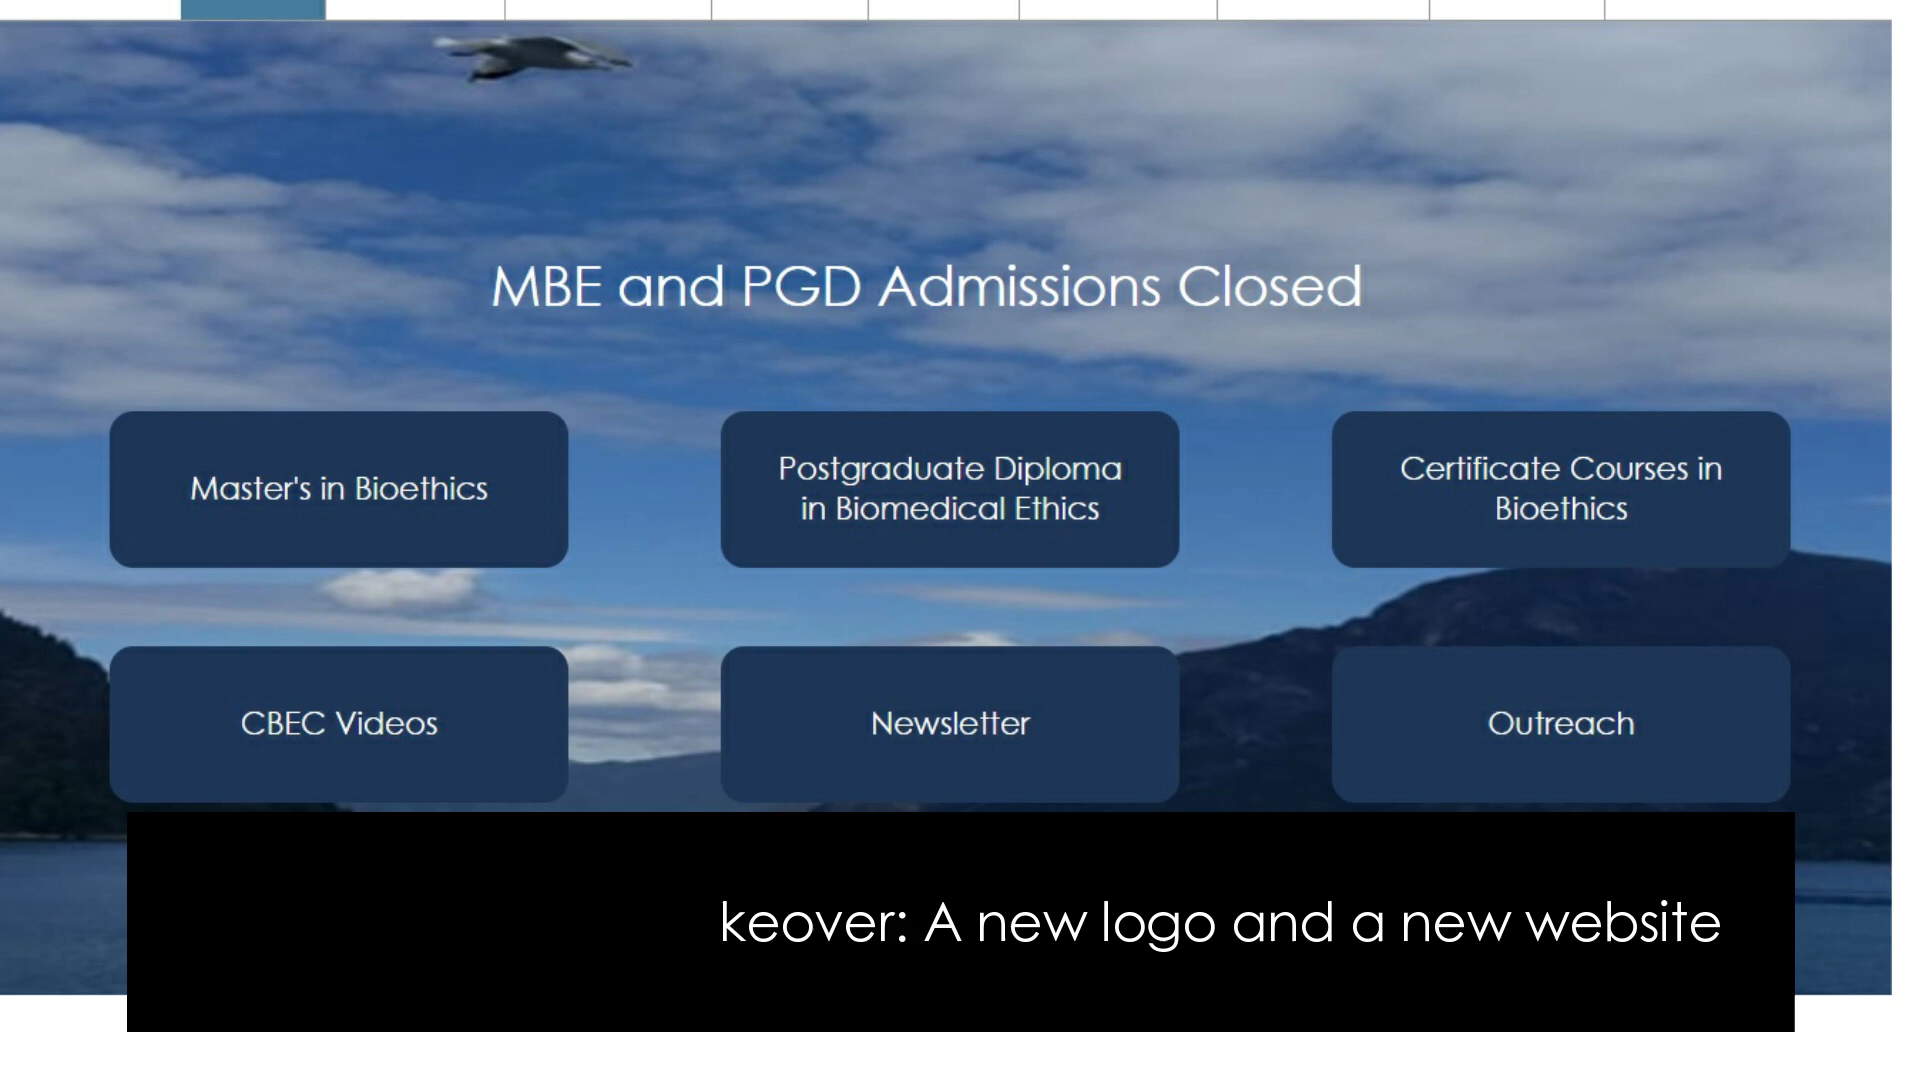 MBE and PGD Admissions Closed
Master's in Bioethics
Postgraduate Diploma
in Biomedical Ethics
Certificate Courses in
Bioethics
CBEC Videos
Newsletter
Outreach
keover: A new logo and a new website